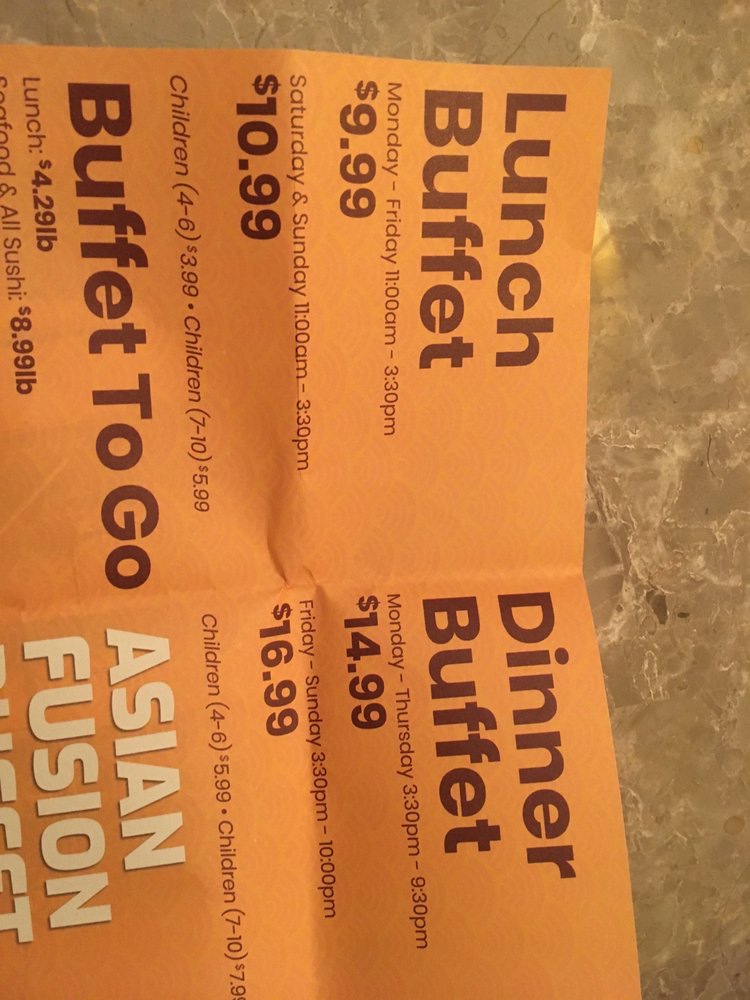 Lunch
Buffet
Monday - Friday 11:00am - 3:30pm
$9.99
Saturday & Sunday 11:00am - 3:30pm
$10.99
Children (4-6) $3.99 • Children (7-10) $5.99
Buffet To Go
Lunch: $4.29lb
Seafood & All Sushi: $8.99lb
Dinner
Buffet
Monday - Thursday 3:30pm - 9:30pm
$14.99
Friday - Sunday 3:30pm - 10:00pm
$16.99
Children (4-6) $5.99 • Children (7-10) $7.99
ASIAN
FUSION